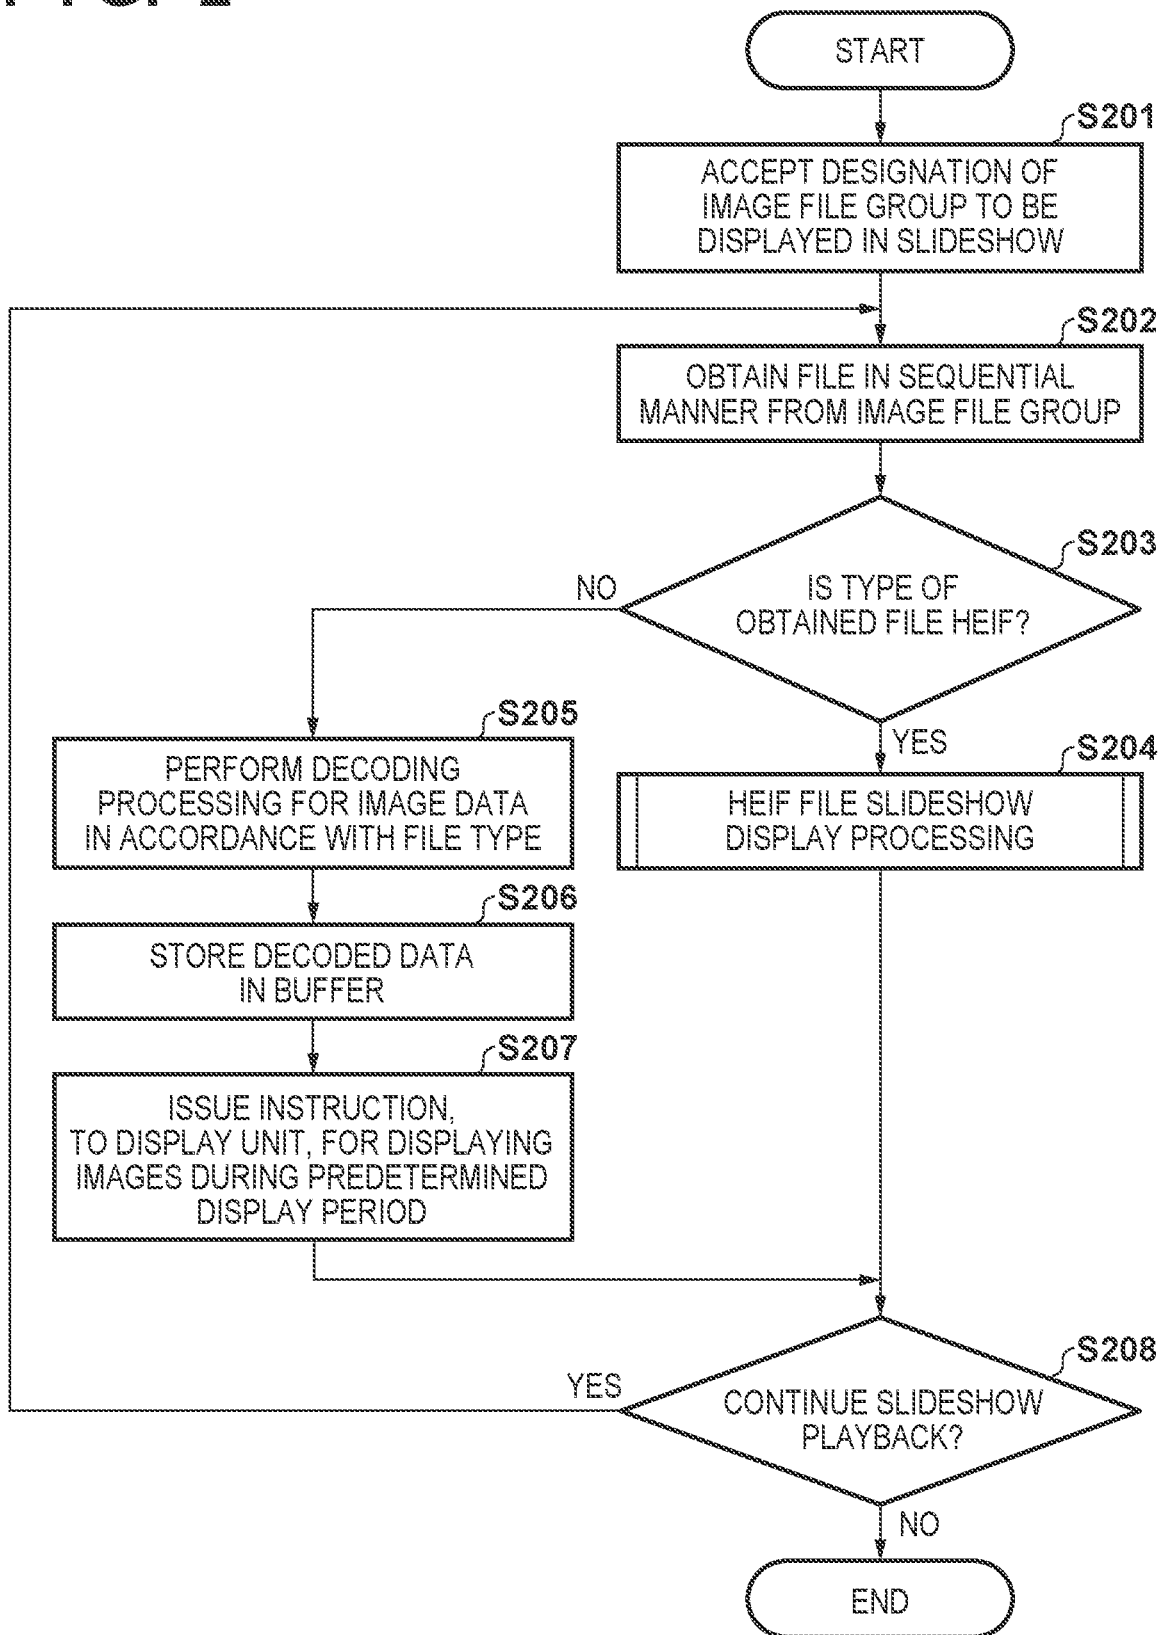 START
S201
ACCEPT DESIGNATION OF
IMAGE FILE GROUP TO BE
DISPLAYED IN SLIDESHOW
S202
OBTAIN FILE IN SEQUENTIAL
MANNER FROM IMAGE FILE GROUP
S203
IS TYPE OF
OBTAINED FILE HEIF?
NO
YES
S204
HEIF FILE SLIDESHOW
DISPLAY PROCESSING
S205
PERFORM DECODING
PROCESSING FOR IMAGE DATA
IN ACCORDANCE WITH FILE TYPE
S206
STORE DECODED DATA
IN BUFFER
S207
ISSUE INSTRUCTION,
TO DISPLAY UNIT, FOR DISPLAYING
IMAGES DURING PREDETERMINED
DISPLAY PERIOD
S208
CONTINUE SLIDESHOW
PLAYBACK?
YES
NO
END